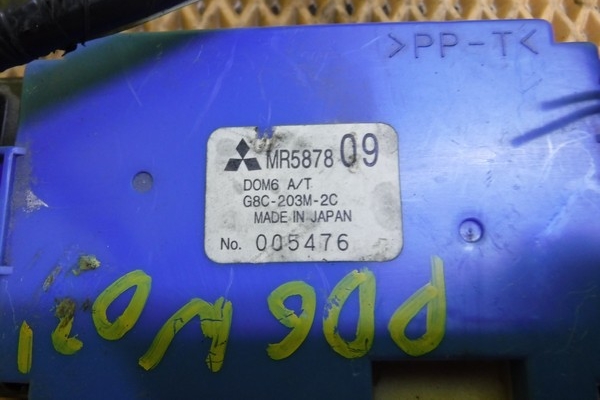 >PP-T<
MR5878 09
DOM6 A/T
G8C-203M-2C
MADE IN JAPAN
No. 005476